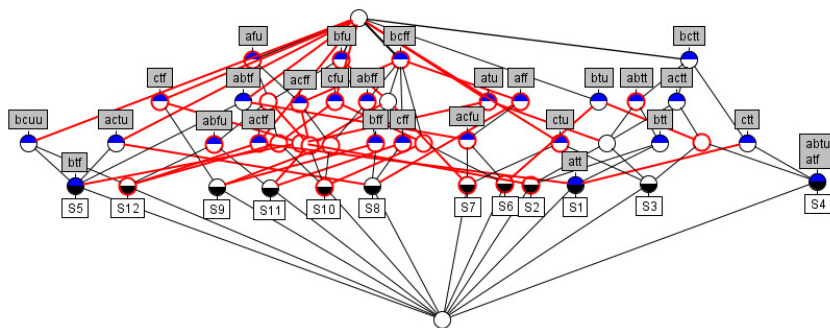 afu
bfu
bcff
bctt
ctf
abtf
acff
cfu
abff
atu
aff
btu
abtt
actt
bcuu
actu
abfu
actf
bff
cff
acfu
ctu
btt
ctt
btf
att
abtu
atf
S5
S12
S9
S11
S10
S8
S7
S6
S2
S1
S3
S4